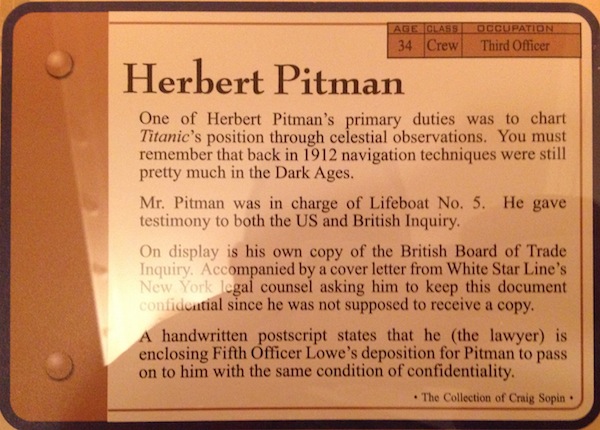 AGE CLASS OCCUPATION
34 Crew Third Officer
Herbert Pitman
One of Herbert Pitman's primary duties was to chart
Titanic's position through celestial observations. You must
remember that back in 1912 navigation techniques were still
pretty much in the Dark Ages.
Mr. Pitman was in charge of Lifeboat No. 5. He gave
testimony to both the US and British Inquiry.
On display is his own copy of the British Board of Trade
Inquiry. Accompanied by a cover letter from White Star Line's
New York legal counsel asking him to keep this document
confidential since he was not supposed to receive a copy.
A handwritten postscript states that he (the lawyer) is
enclosing Fifth Officer Lowe's deposition for Pitman to pass
on to him with the same condition of confidentiality.
• The Collection of Craig Sopin •